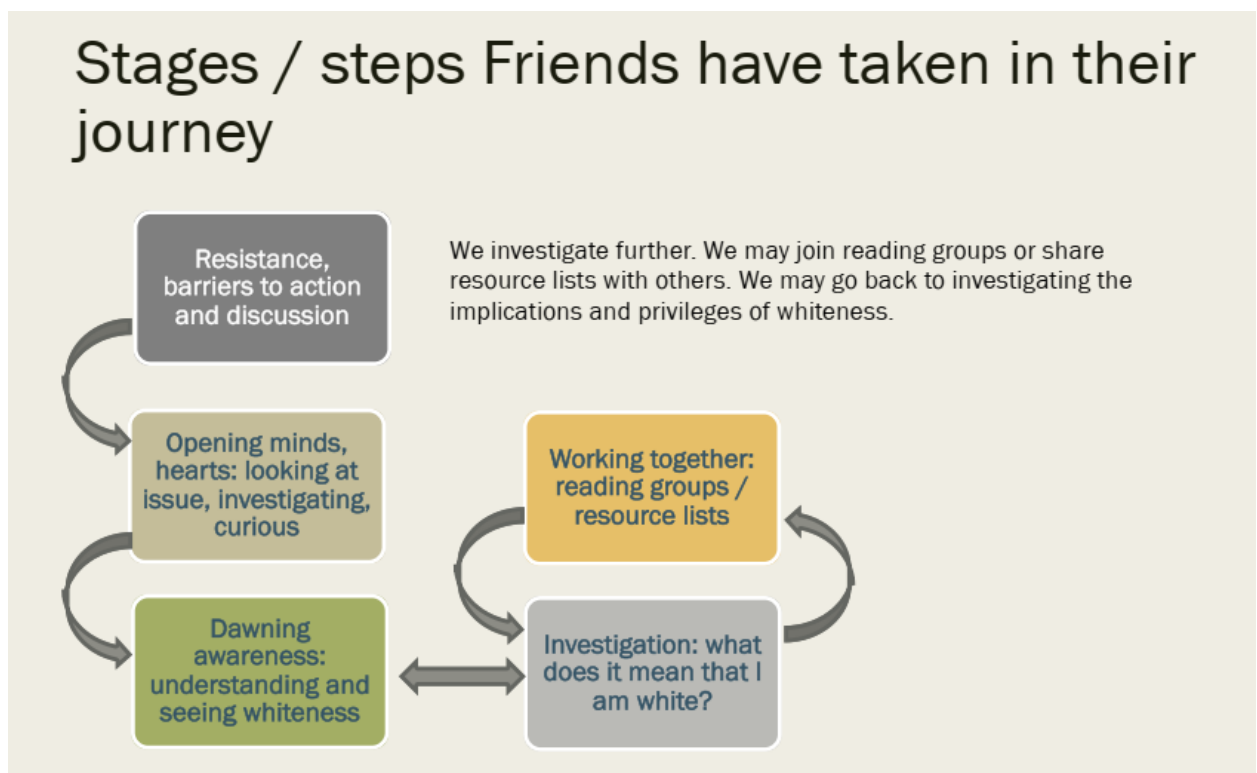 Stages / steps Friends have taken in their
journey
Resistance,
barriers to action
and discussion
We investigate further. We may join reading groups or share
resource lists with others. We may go back to investigating the
implications and privileges of whiteness.
Opening minds,
hearts: looking at
issue, investigating,
curious
Working together:
reading groups /
resource lists
Dawning
awareness:
understanding and
seeing whiteness
Investigation: what
does it mean that I
am white?